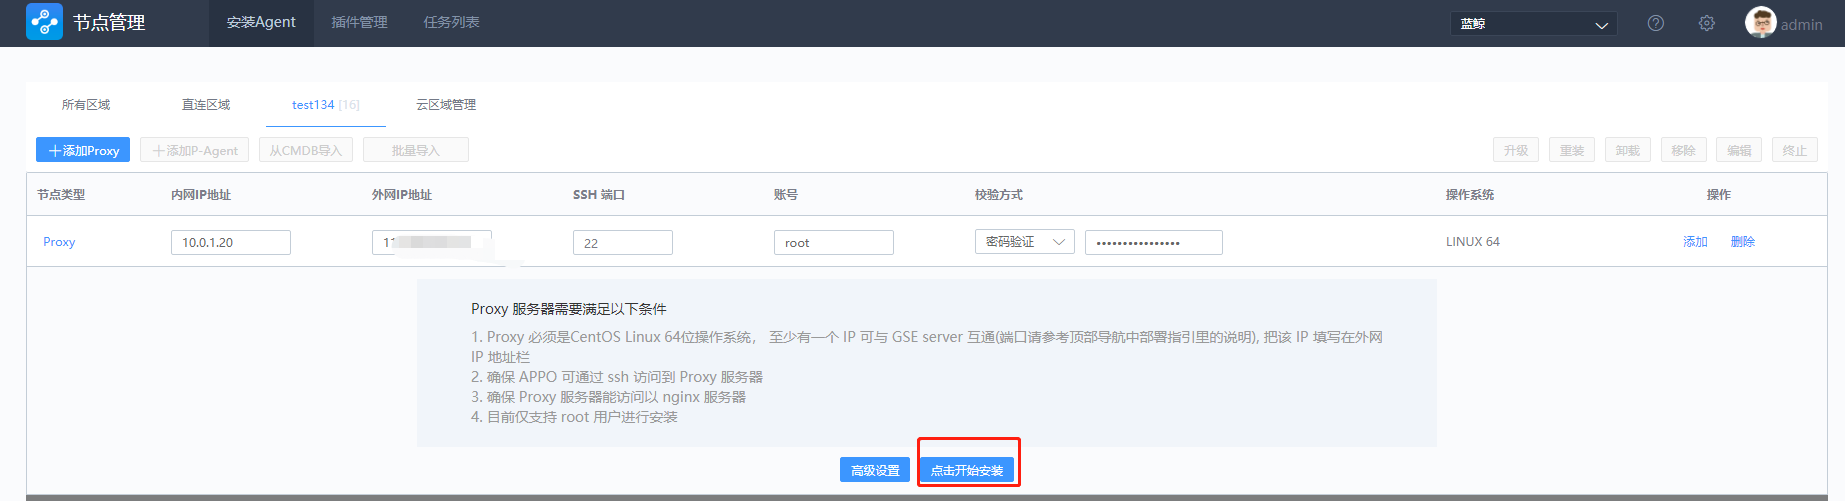 节点管理
安装Agent 插件管理 任务列表
蓝鲸
admin
所有区域 直连区域 test134 [16] 云区域管理
十添加Proxy 十添加P-Agent 从CMDB导入 批量导入
升级 重装 卸载 移除 编辑 终止
节点类型 内网IP地址 外网IP地址 SSH 端口 账号 校验方式 操作系统 操作
Proxy 10.0.1.20 11 22 root 密码验证 •••••••••••••••• LINUX 64 添加 删除
Proxy 服务器需要满足以下条件
1. Proxy 必须是CentOS Linux 64位操作系统， 至少有一个 IP 可与 GSE server 互通(端口请参考顶部导航中部署指引里的说明), 把该 IP 填写在外网
IP 地址栏
2. 确保 APPO 可通过 ssh 访问到 Proxy 服务器
3. 确保 Proxy 服务器能访问以 nginx 服务器
4. 目前仅支持 root 用户进行安装
高级设置 点击开始安装